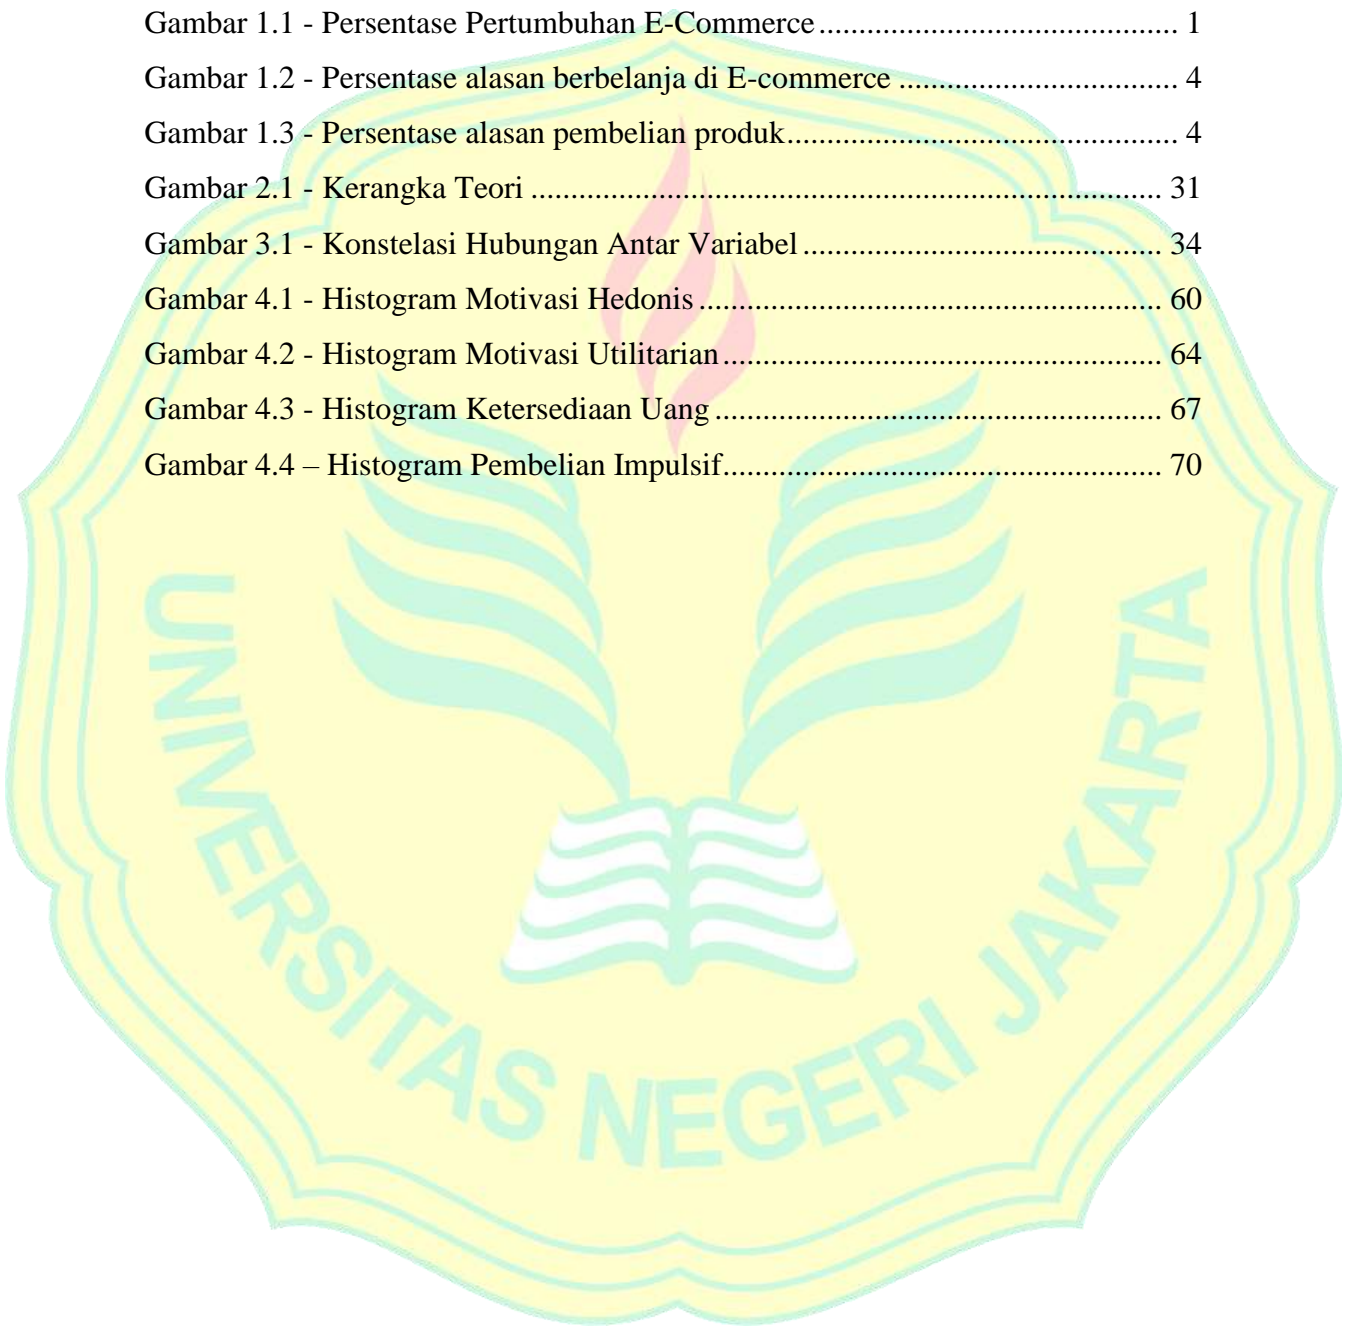 Gambar 1.1 - Persentase Pertumbuhan E-Commerce ............................................ 1
Gambar 1.2 - Persentase alasan berbelanja di E-commerce .................................. 4
Gambar 1.3 - Persentase alasan pembelian produk ................................................ 4
Gambar 2.1 - Kerangka Teori ................................................................................ 31
Gambar 3.1 - Konstelasi Hubungan Antar Variabel ............................................. 34
Gambar 4.1 - Histogram Motivasi Hedonis .......................................................... 60
Gambar 4.2 - Histogram Motivasi Utilitarian ....................................................... 64
Gambar 4.3 - Histogram Ketersediaan Uang ........................................................ 67
Gambar 4.4 – Histogram Pembelian Impulsif ....................................................... 70
UNIVERSITAS NEGERI JAKARTA